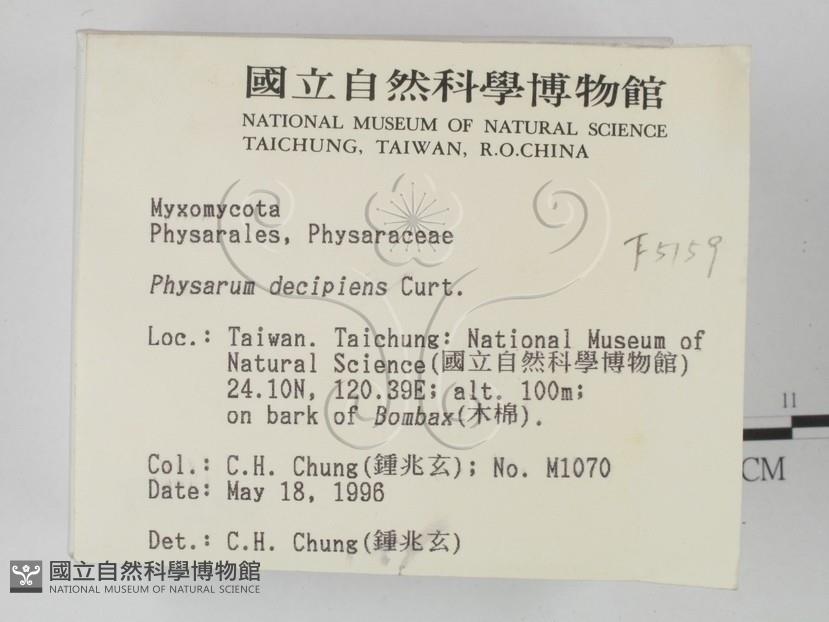 國立自然科學博物館
NATIONAL MUSEUM OF NATURAL SCIENCE
TAICHUNG, TAIWAN, R.O.CHINA
Myxomycota
Physarales, Physaraceae
F5159
Physarum decipiens Curt.
Loc.: Taiwan. Taichung: National Museum of
Natural Science(國立自然科學博物館)
24.10N, 120.39E; alt. 100m;
on bark of Bombax(木棉).
11
Col.: C.H. Chung(鍾兆玄); No. M1070
CM
Date: May 18, 1996
Det.: C.H. Chung(鍾兆玄)
國立自然科學博物館
NATIONAL MUSEUM OF NATURAL SCIENCE